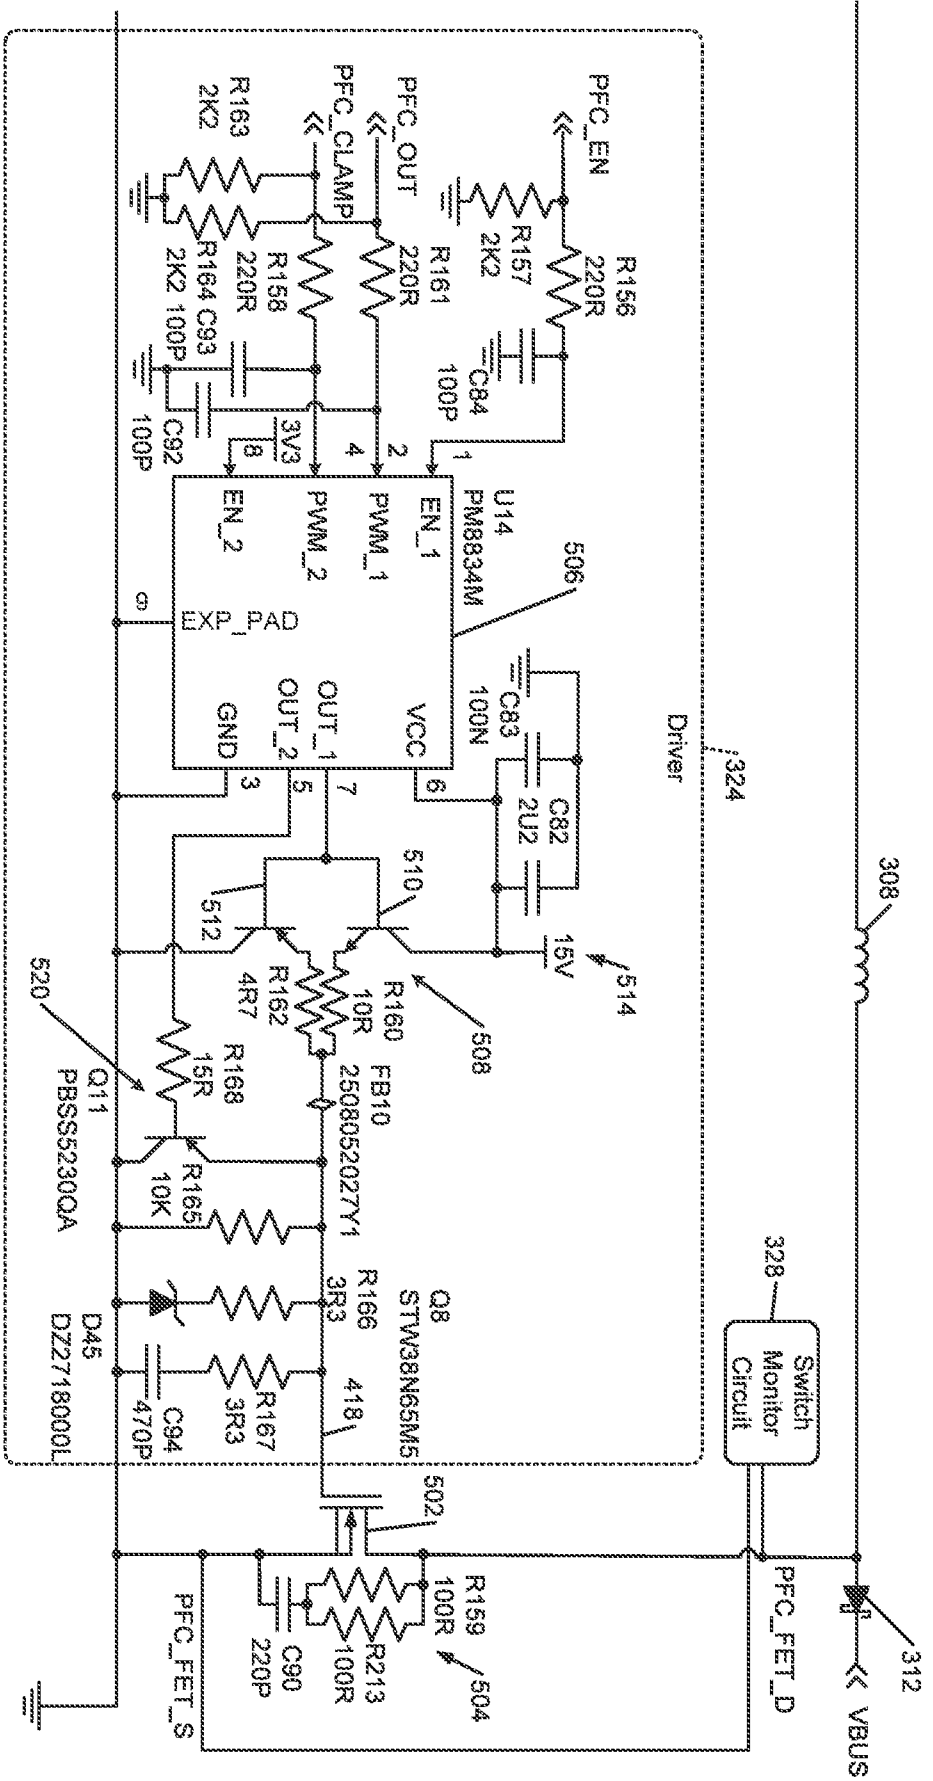 308
312
VBUS
PFC_FET_D
328
Switch
Monitor
Circuit
Driver
324
PFC_EN
R156
220R
R157
2K2
C84
100P
1
PFC_OUT
R161
220R
2
PFC_CLAMP
R158
220R
4
R163
2K2
R164
2K2
C93
100P
C92
100P
3V3
8
U14
PM8834M
506
EN_1
PWM_1
PWM_2
EN_2
EXP_PAD
9
VCC
OUT_1
OUT_2
GND
6
7
5
3
C83
100N
C82
2U2
15V
514
510
512
508
R160
10R
R162
4R7
FB10
2508052027Y1
520
R168
15R
Q11
PBSS5230QA
R165
10K
R166
3R3
D45
DZ2718000L
R167
3R3
C94
470P
Q8
STW38N65M5
418
502
R159
100R
R213
100R
504
C90
220P
PFC_FET_S